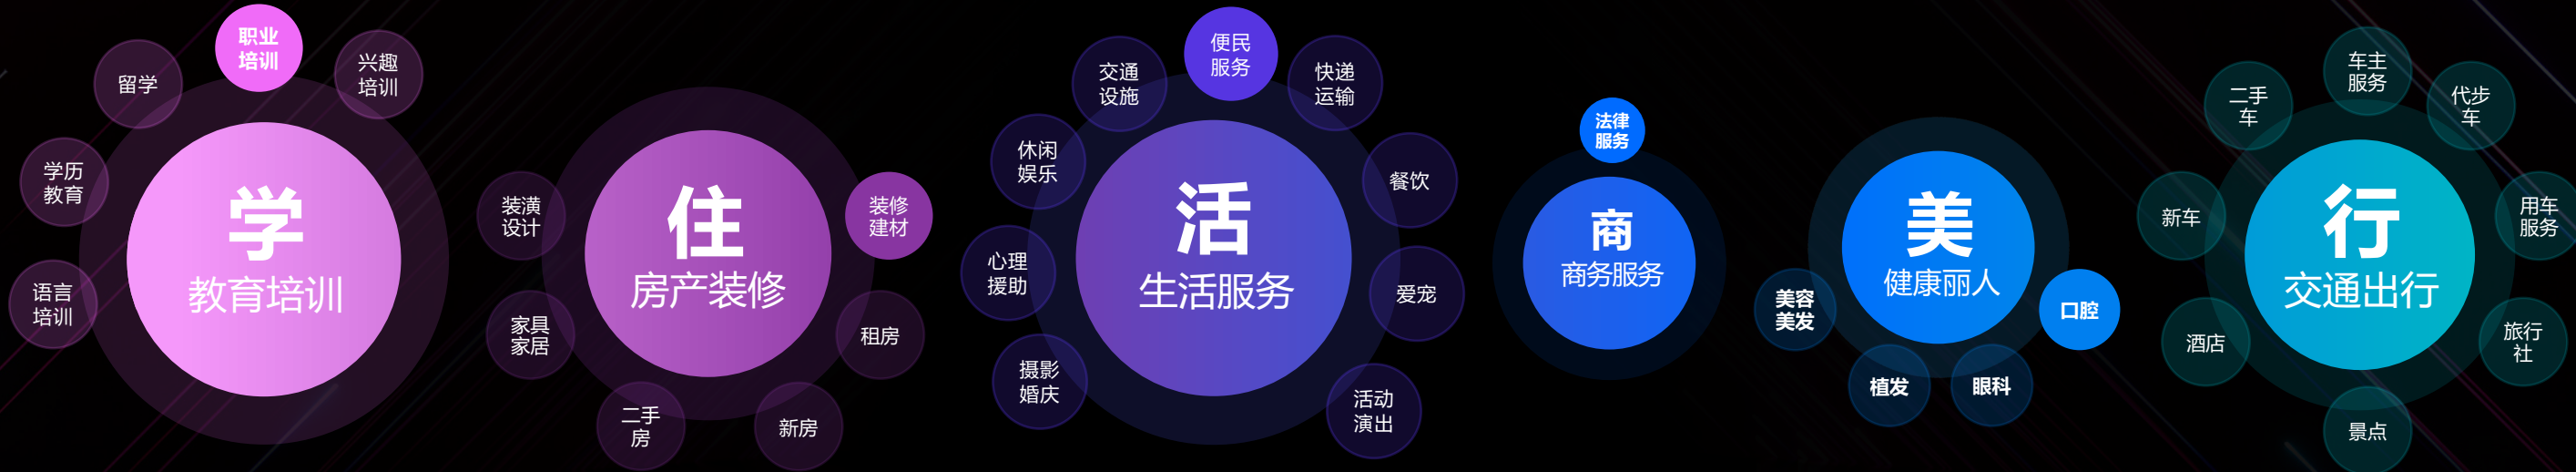 职业
培训
兴趣
培训
留学
学历
教育
语言
培训
学
教育培训
装潢
设计
家具
家居
二手
房
新房
租房
装修
建材
住
房产装修
便民
服务
交通
设施
快递
运输
休闲
娱乐
餐饮
心理
援助
爱宠
摄影
婚庆
活动
演出
活
生活服务
法律
服务
商
商务服务
美
健康丽人
美容
美发
植发
眼科
口腔
车主
服务
二手
车
代步
车
新车
用车
服务
酒店
旅行
社
景点
行
交通出行